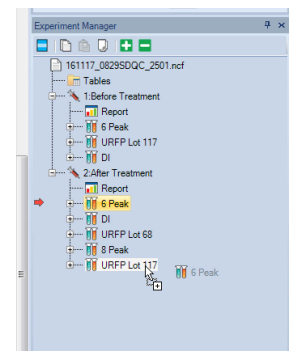 Experiment Manager
161117_0829SDQC_2501.ncf
Tables
1:Before Treatment
Report
6 Peak
URFP Lot 117
DI
2:After Treatment
Report
6 Peak
DI
URFP Lot 68
8 Peak
URFP Lot 117
6 Peak